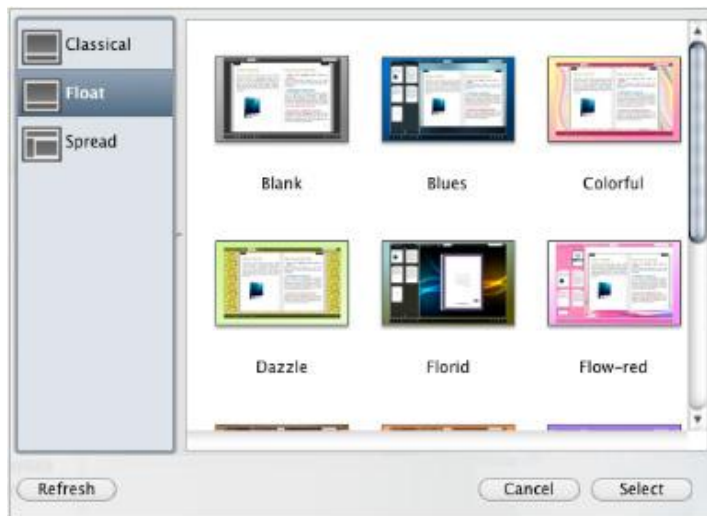 Classical
Float
Spread
Blank
Blues
Colorful
Dazzle
Florid
Flow-red
Refresh
Cancel
Select